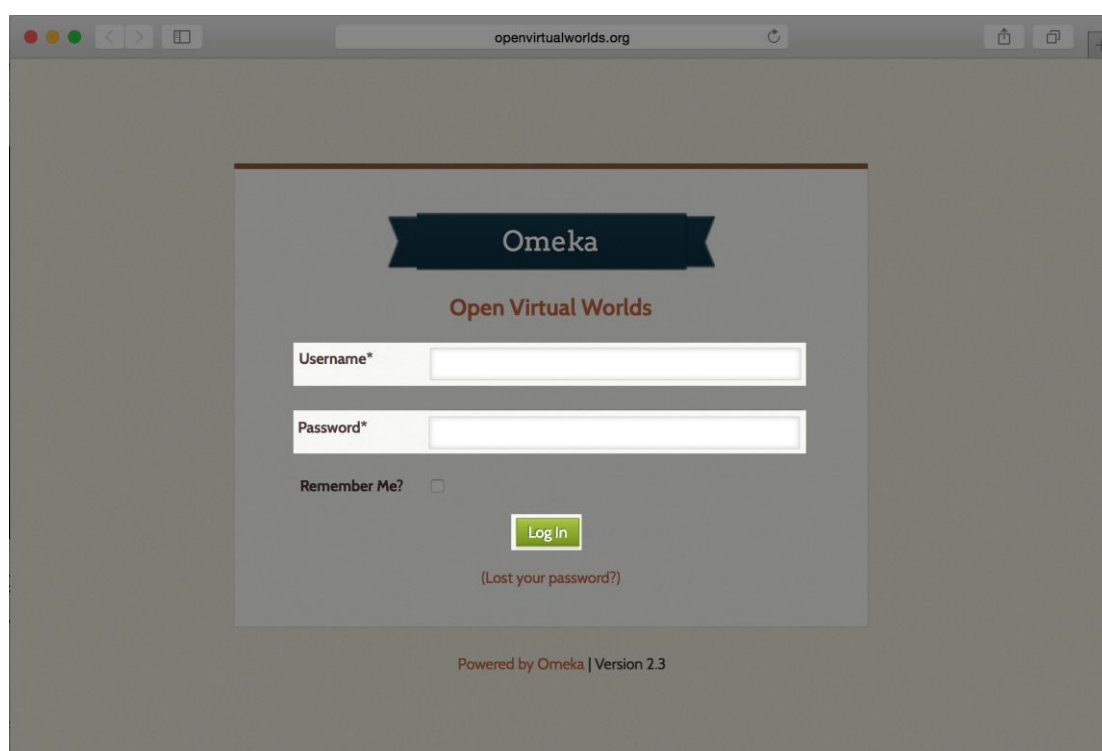 openvirtualworlds.org
Omeka
Open Virtual Worlds
Username*
Password*
Remember Me?
Log In
(Lost your password?)
Powered by Omeka | Version 2.3